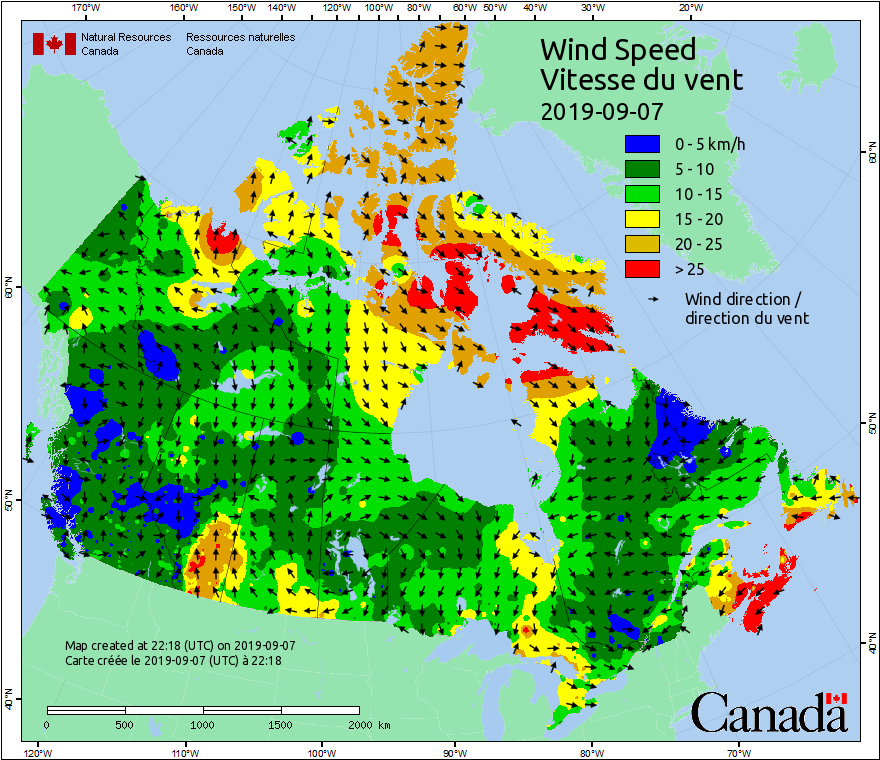 170°W 160°W 150°W 140°W 130°W 120°W 110°W 100°W 90°W 80°W 70°W 60°W 50°W 40°W 30°W 20°W
Natural Resources Ressources naturelles
Canada Canada
Wind Speed
Vitesse du vent
2019-09-07
0 - 5 km/h
5 - 10
10 - 15
15 - 20
20 - 25
> 25
Wind direction /
direction du vent
60°N
60°N
50°N
50°N
40°N
40°N
Map created at 22:18 (UTC) on 2019-09-07
Carte créée le 2019-09-07 (UTC) à 22:18
0 500 1000 1500 2000 km
Canada
120°W 110°W 100°W 90°W 80°W 70°W